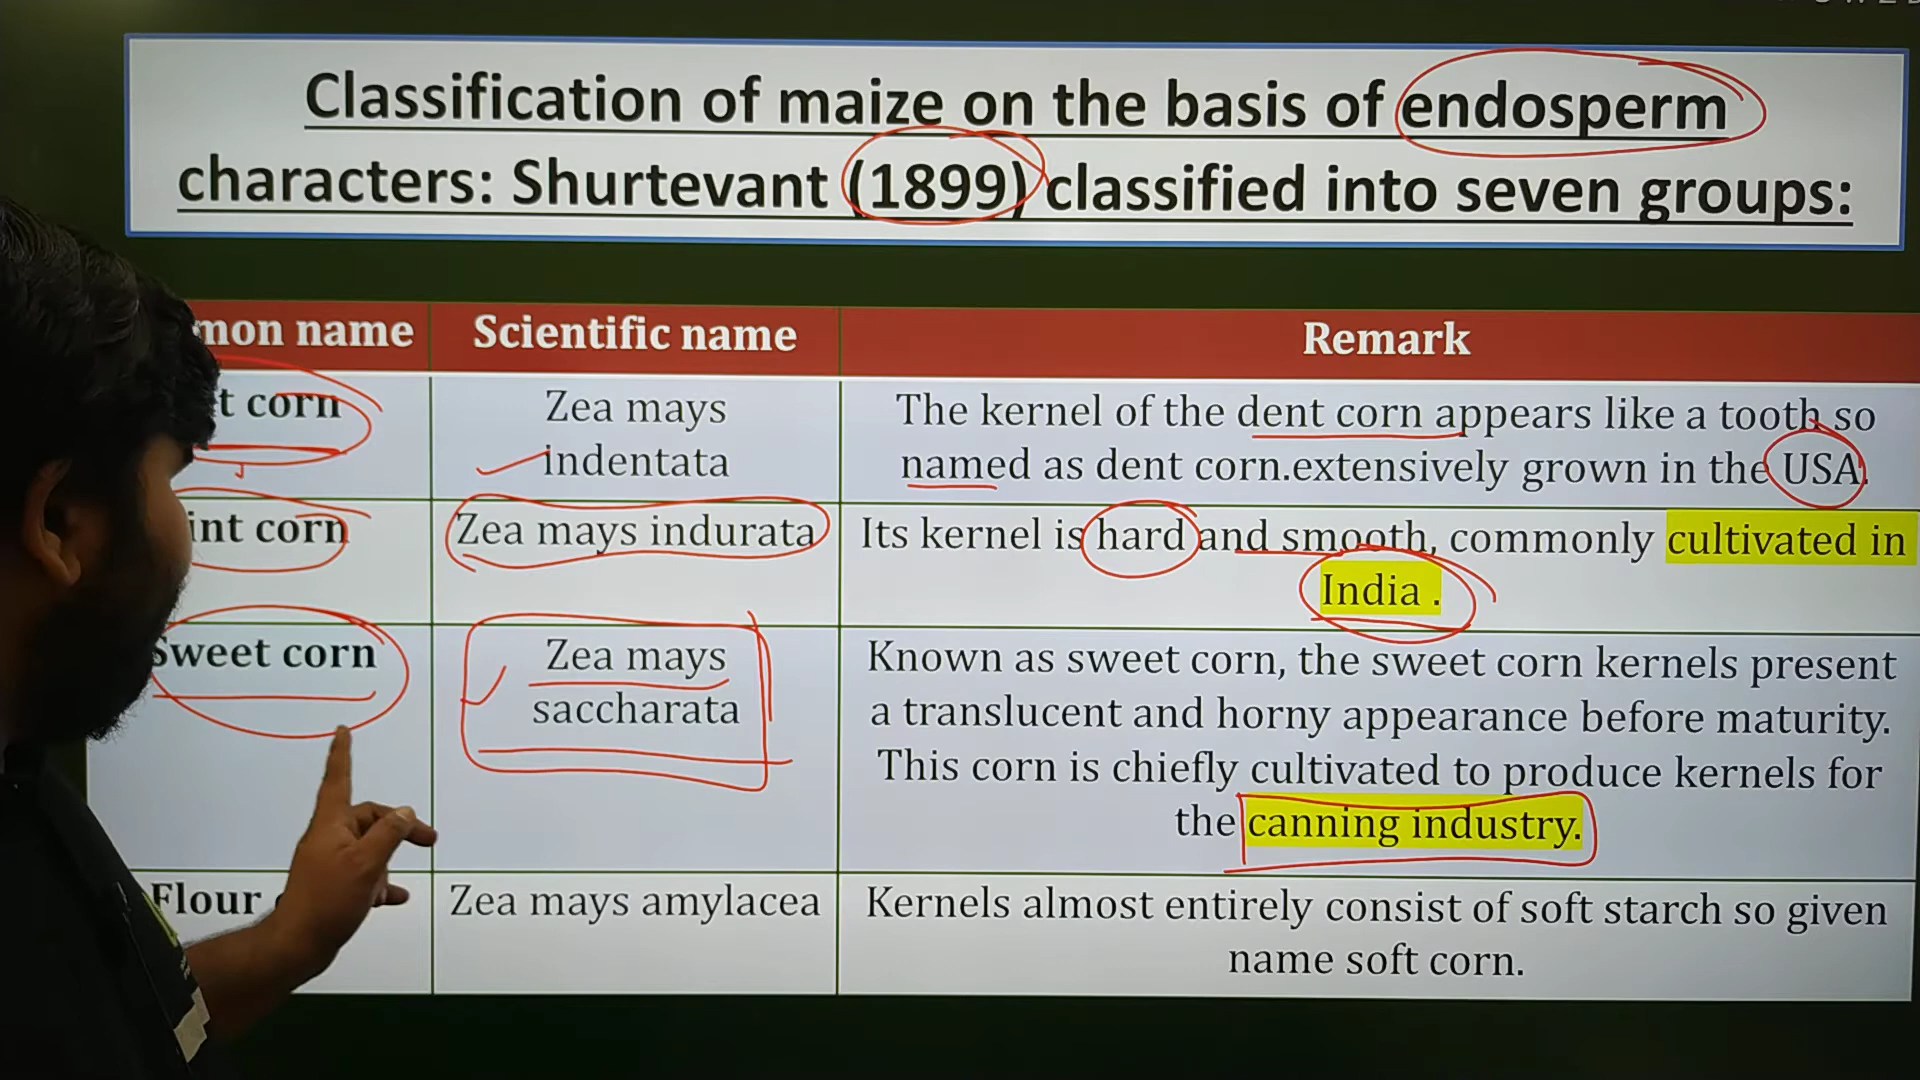 Classification of maize on the basis of endosperm
characters: Shurtevant (1899) classified into seven groups:
mon name Scientific name Remark
t corn Zea mays indentata The kernel of the dent corn appears like a tooth so
named as dent corn.extensively grown in the USA.
int corn Zea mays indurata Its kernel is hard and smooth, commonly cultivated in
India .
Sweet corn Zea mays saccharata Known as sweet corn, the sweet corn kernels present
a translucent and horny appearance before maturity.
This corn is chiefly cultivated to produce kernels for
the canning industry.
Flour Zea mays amylacea Kernels almost entirely consist of soft starch so given
name soft corn.